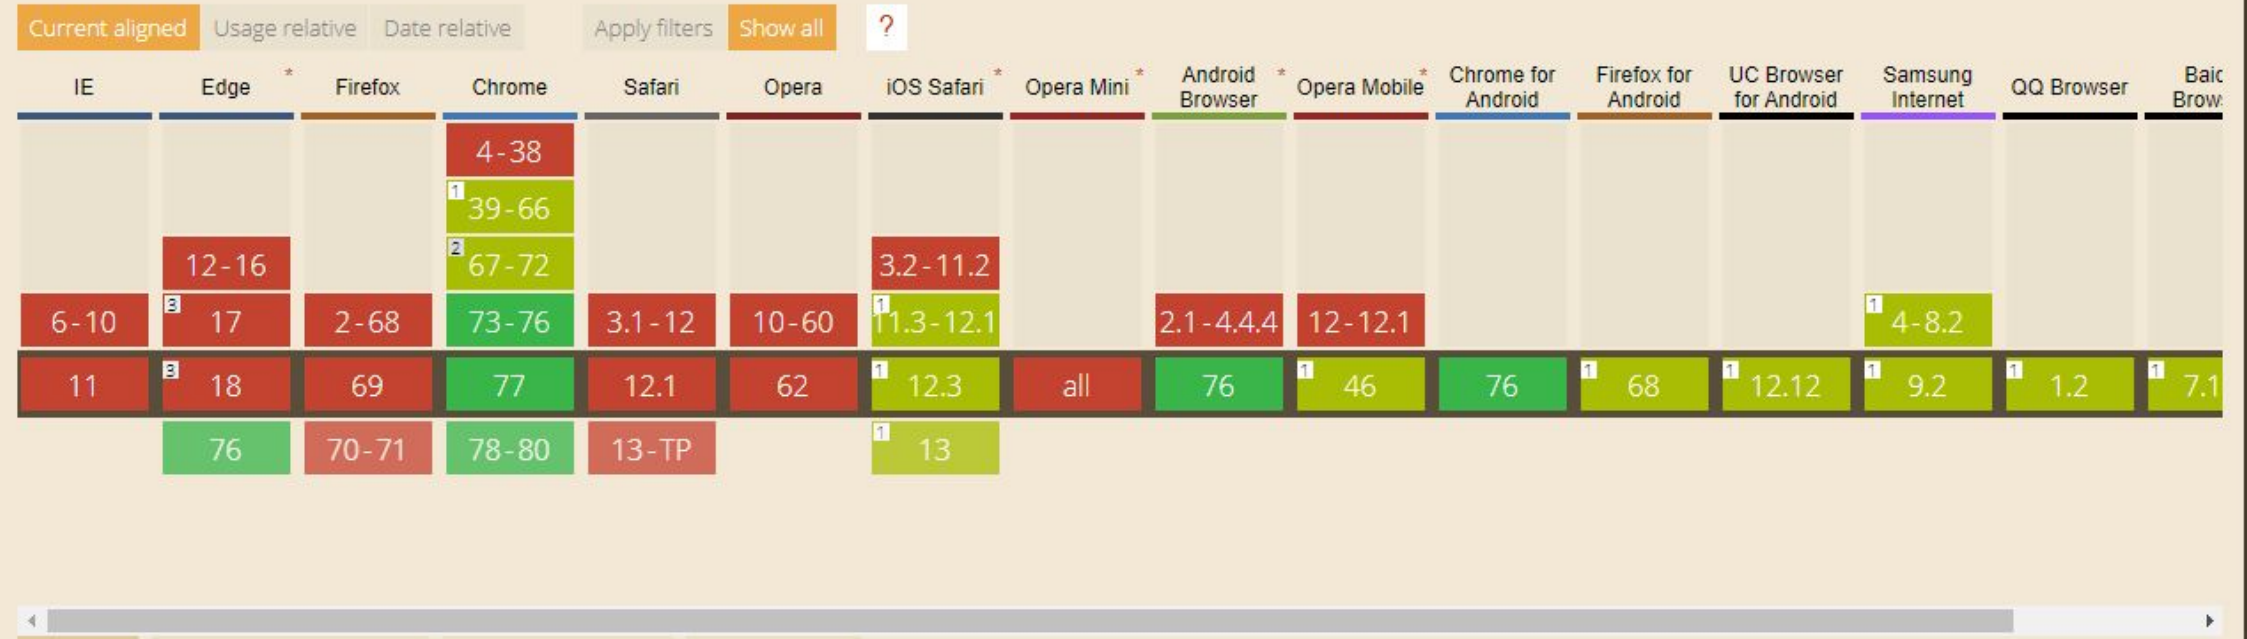 Current aligned Usage relative Date relative Apply filters Show all ?
IE Edge * Firefox Chrome Safari Opera iOS Safari * Opera Mini * Android Browser * Opera Mobile * Chrome for Android Firefox for Android UC Browser for Android Samsung Internet QQ Browser Baid Brows
4-38
1 39-66
12-16 2 67-72 3.2-11.2
6-10 3 17 2-68 73-76 3.1-12 10-60 1 11.3-12.1 2.1-4.4.4 12-12.1 1 4-8.2
11 3 18 69 77 12.1 62 1 12.3 all 76 1 46 76 1 68 1 12.12 1 9.2 1 1.2 1 7.1
76 70-71 78-80 13-TP 1 13